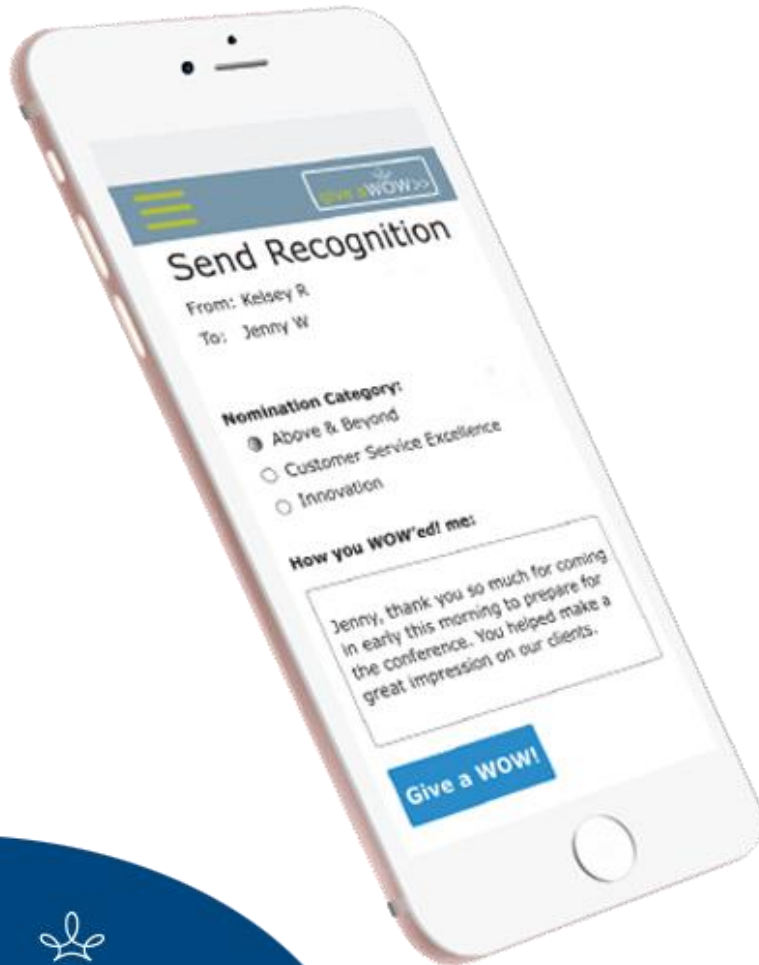 give aWOW>>
Send Recognition
From: Kelsey R
To: Jenny W
Nomination Category:
Above & Beyond
Customer Service Excellence
Innovation
How you WOW'ed! me:
Jenny, thank you so much for coming
in early this morning to prepare for
the conference. You helped make a
great impression on our clients.
Give a WOW!